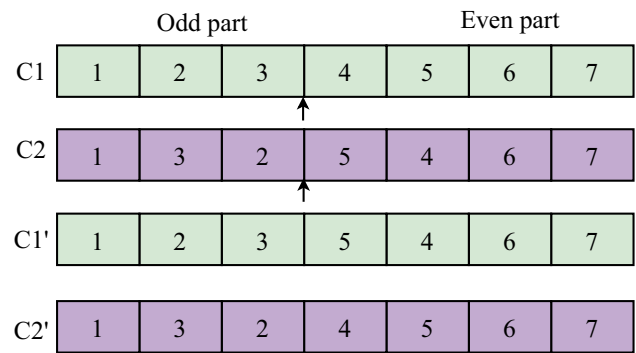 Odd part Even part
C1 1 2 3 4 5 6 7
C2 1 3 2 5 4 6 7
C1' 1 2 3 5 4 6 7
C2' 1 3 2 4 5 6 7